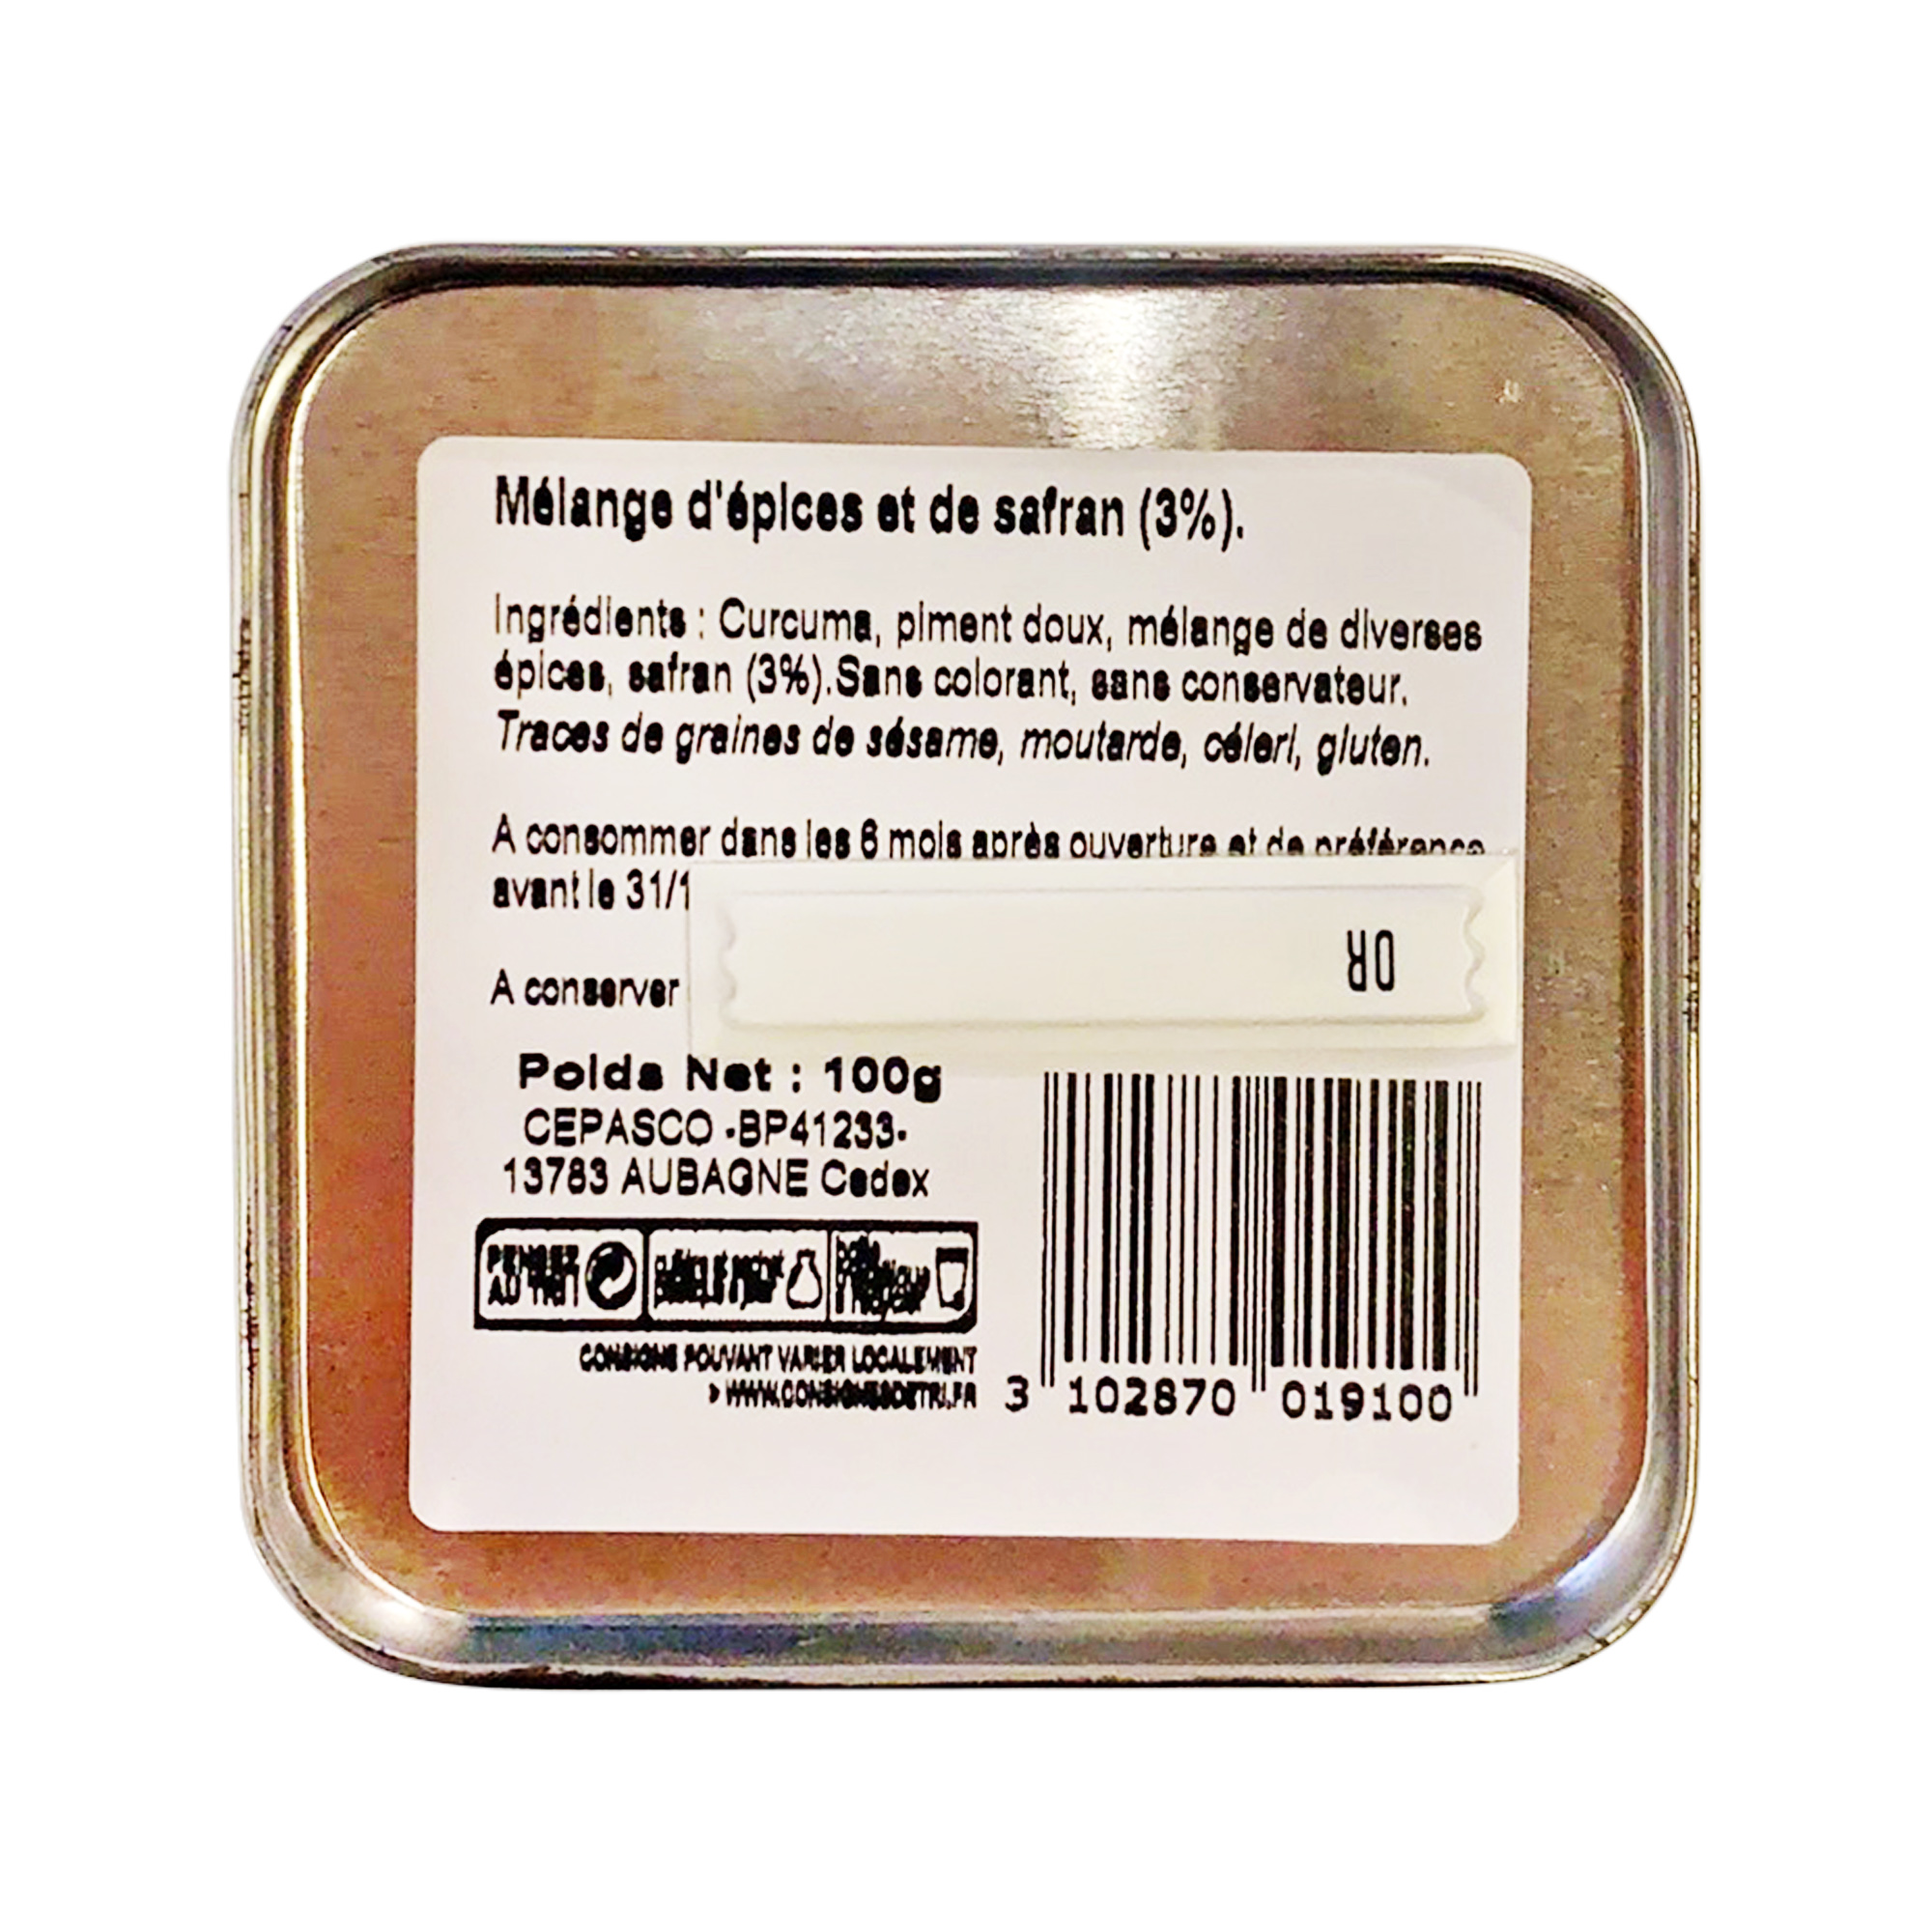 Mélange d'épices et de safran (3%).
Ingrédients : Curcuma, piment doux, mélange de diverses
épices, safran (3%).Sans colorant, sans conservateur.
Traces de graines de sésame, moutarde, céleri, gluten.
A consommer dans les 6 mois après ouverture et de préférence
avant le 31/1
A conserver
OR
Poids Net : 100g
CEPASCO -BP41233-
13783 AUBAGNE Cedex
PENSEZ
AU TRI !
CONSIGNE POUVANT VARIER LOCALEMENT
> WWW.CONSIGNESDETRI.FR
3 102870 019100